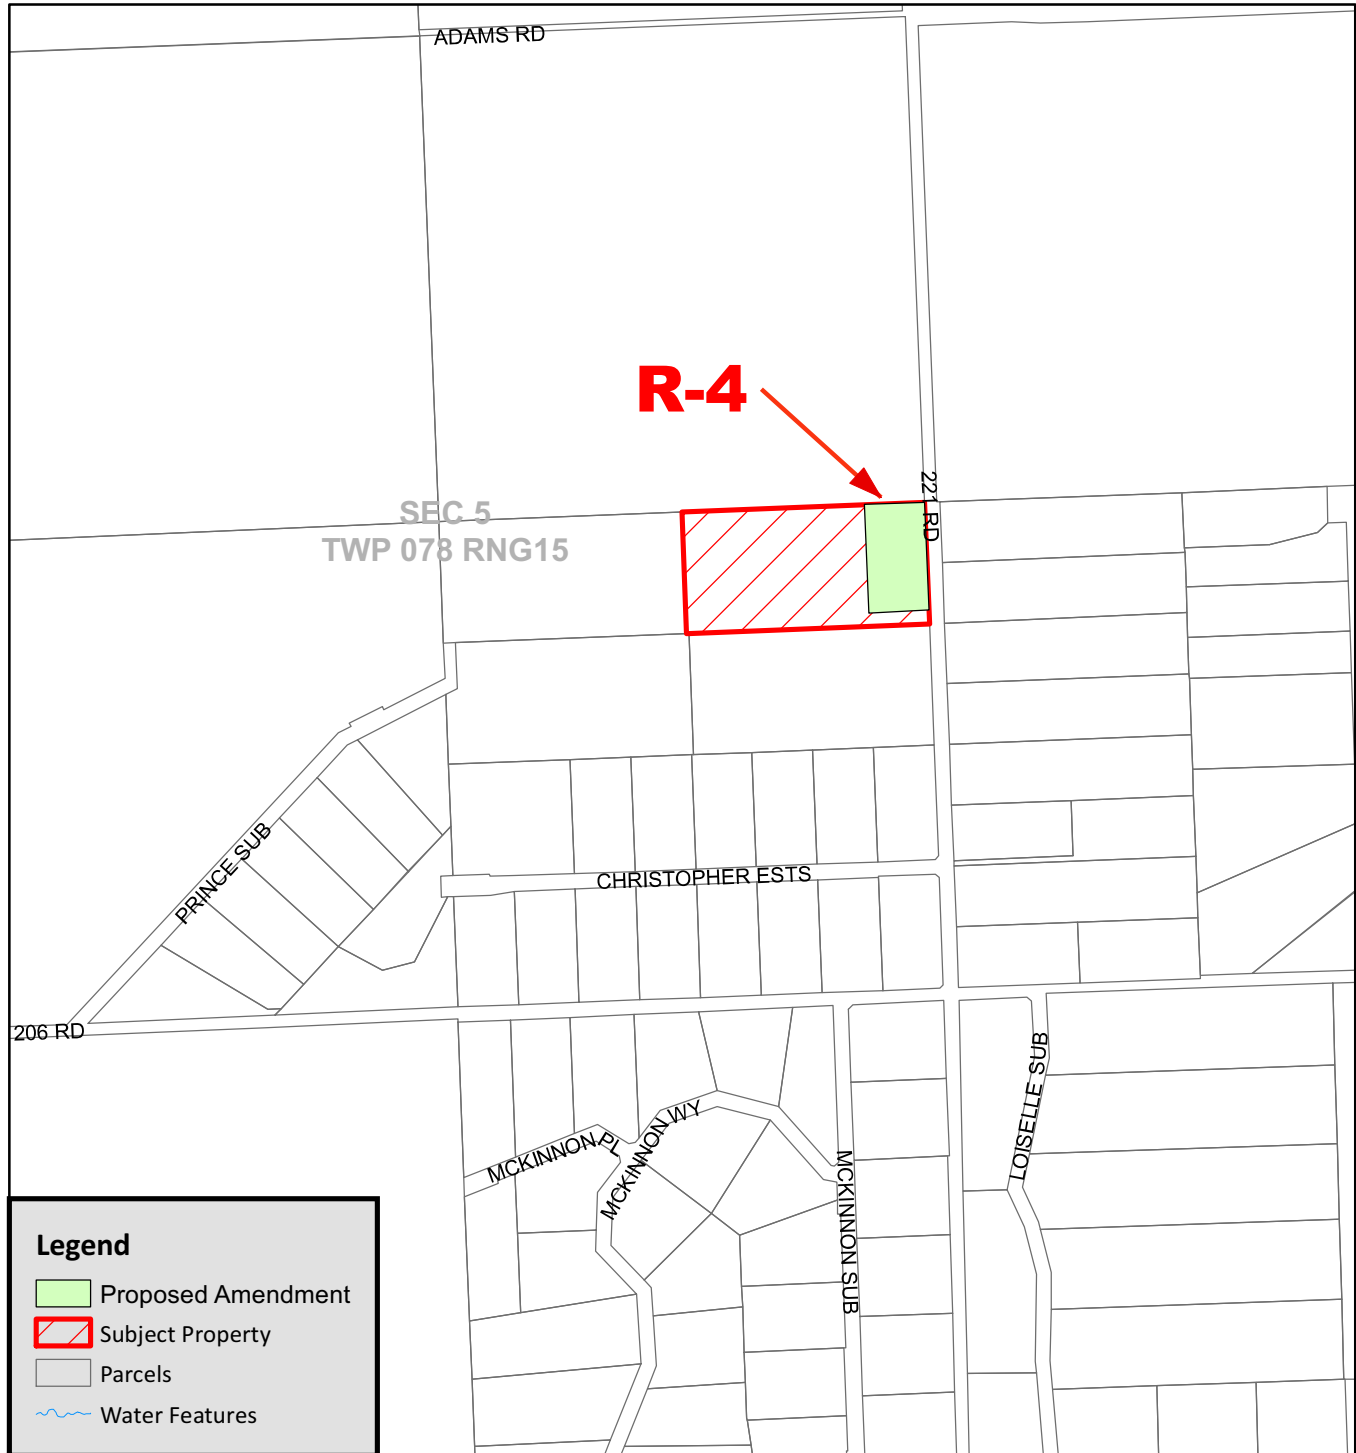 ADAMS RD
R-4
221 RD
SEC 5
TWP 078 RNG15
PRINCE SUB
CHRISTOPHER ESTS
206 RD
LOISELLE SUB
MCKINNON PL
MCKINNON WY
MCKINNON SUB
Legend
Proposed Amendment
Subject Property
Parcels
Water Features